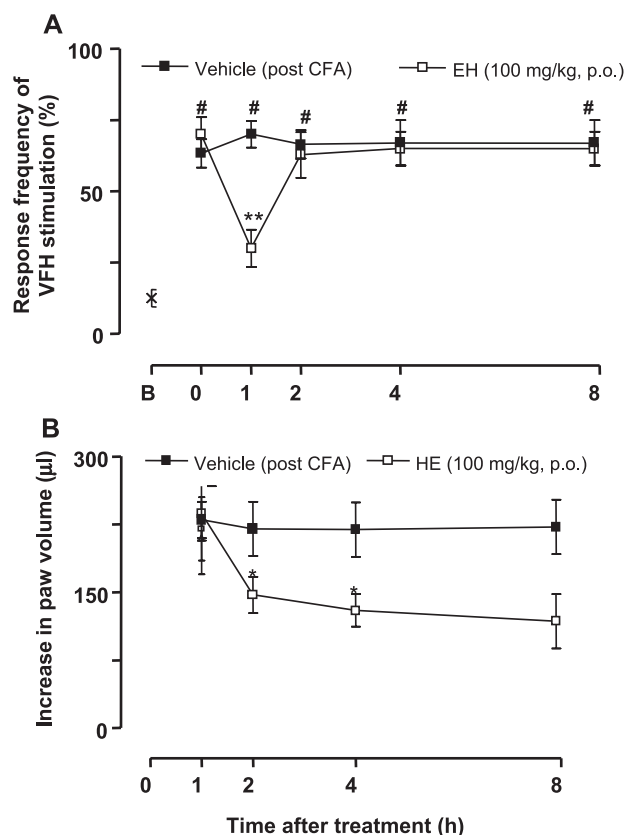 A
Vehicle (post CFA) EH (100 mg/kg, p.o.)
Response frequency of
VFH stimulation (%)
100
50
0
# # # # #
**
B 0 1 2 4 8
B
Vehicle (post CFA) HE (100 mg/kg, p.o.)
Increase in paw volume (µl)
300
150
0
* *
0 1 2 4 8
Time after treatment (h)